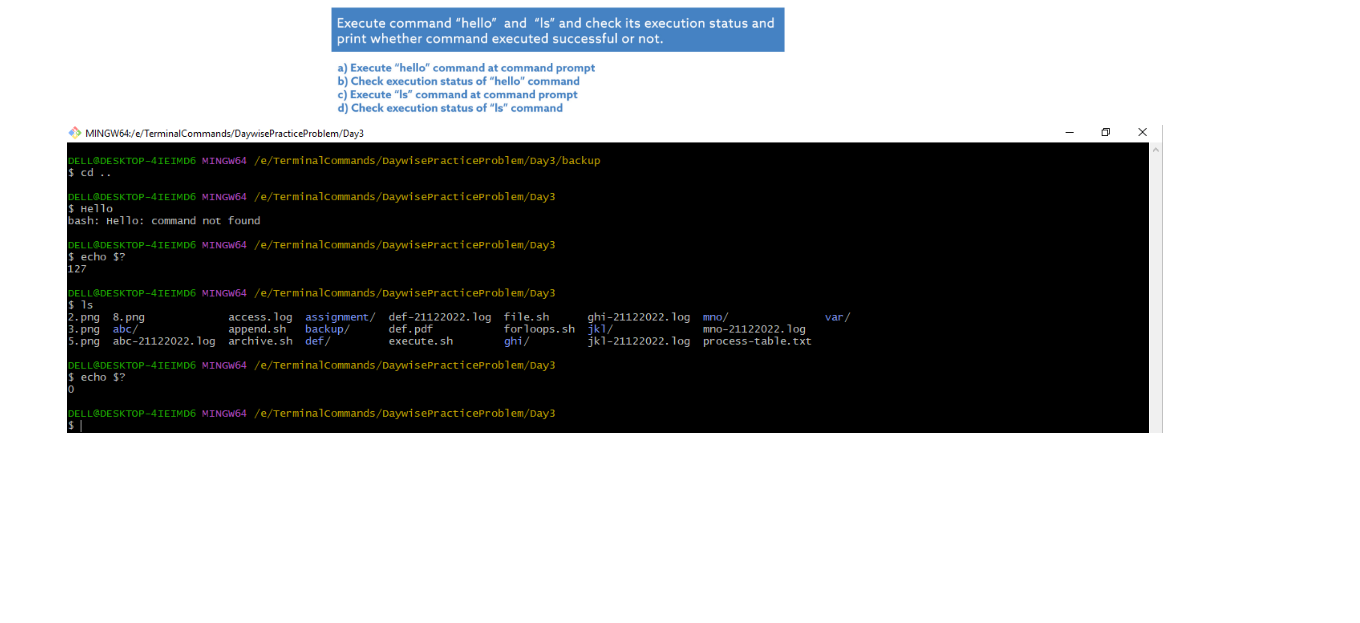 Execute command “hello” and “ls” and check its execution status and
print whether command executed successful or not.
a) Execute “hello” command at command prompt
b) Check execution status of “hello” command
c) Execute “ls” command at command prompt
d) Check execution status of “ls” command
MINGW64:/e/TerminalCommands/DaywisePracticeProblem/Day3
DELL@DESKTOP-4IEIMD6 MINGW64 /e/TerminalCommands/DaywisePracticeProblem/Day3/backup
$ cd ..
DELL@DESKTOP-4IEIMD6 MINGW64 /e/TerminalCommands/DaywisePracticeProblem/Day3
$ Hello
bash: Hello: command not found
DELL@DESKTOP-4IEIMD6 MINGW64 /e/TerminalCommands/DaywisePracticeProblem/Day3
$ echo $?
127
DELL@DESKTOP-4IEIMD6 MINGW64 /e/TerminalCommands/DaywisePracticeProblem/Day3
$ ls
2.png 8.png access.log assignment/ def-21122022.log file.sh ghi-21122022.log mno/ var/
3.png abc/ append.sh backup/ def.pdf forloops.sh jkl/ mno-21122022.log
5.png abc-21122022.log archive.sh def/ execute.sh ghi/ jkl-21122022.log process-table.txt
DELL@DESKTOP-4IEIMD6 MINGW64 /e/TerminalCommands/DaywisePracticeProblem/Day3
$ echo $?
0
DELL@DESKTOP-4IEIMD6 MINGW64 /e/TerminalCommands/DaywisePracticeProblem/Day3
$